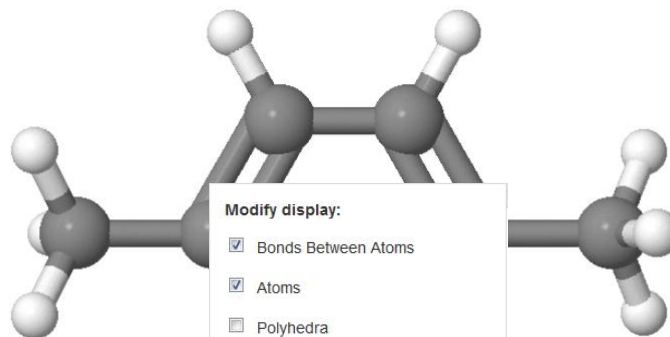 Modify display:
Bonds Between Atoms
Atoms
Polyhedra